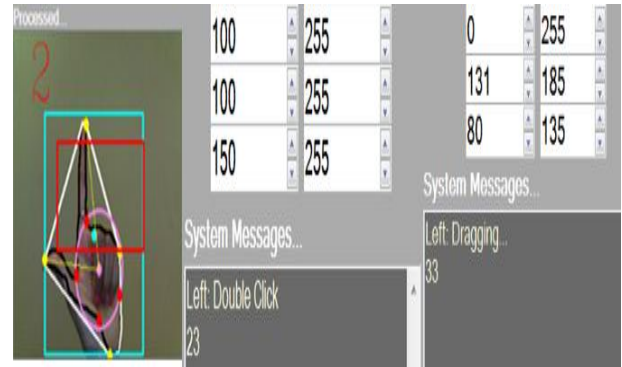 Processed...
2
100 255
100 255
150 255
System Messages...
Left: Double Click
23
0 255
131 185
80 135
System Messages...
Left: Dragging...
33